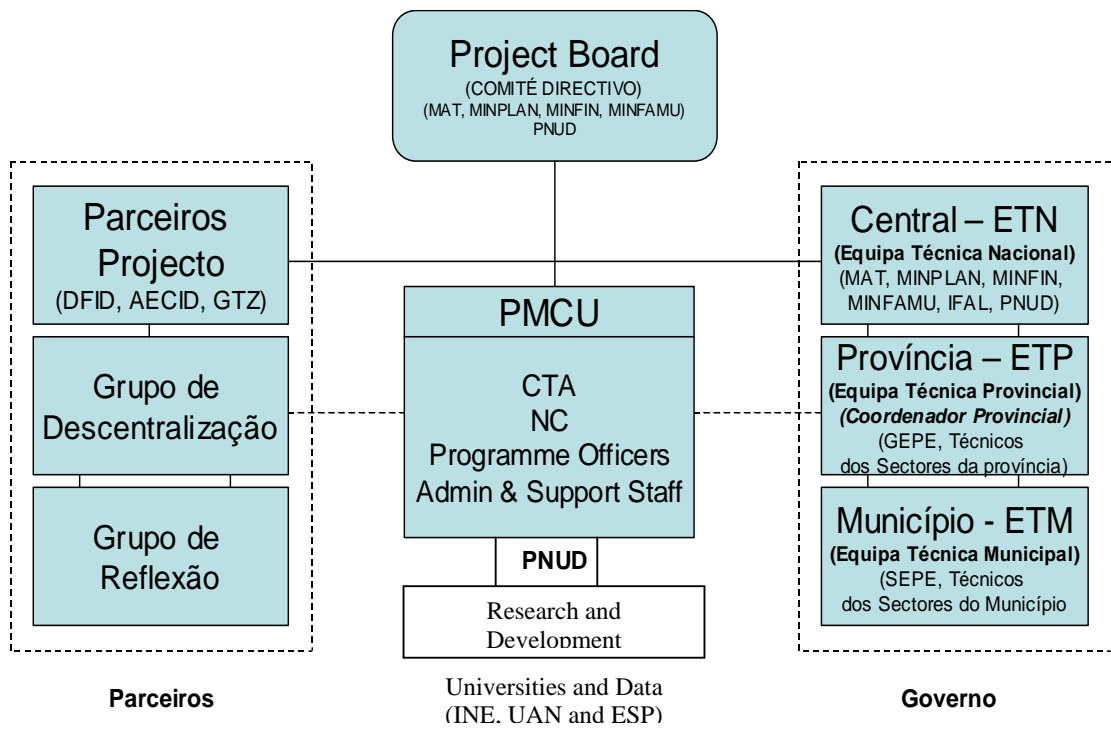 Project Board
(COMITÉ DIRECTIVO)
(MAT, MINPLAN, MINFIN, MINFAMU)
PNUD
Parceiros
Projecto
(DFID, AECID, GTZ)
Grupo de
Descentralização
Grupo de
Reflexão
Parceiros
PMCU
CTA
NC
Programme Officers
Admin & Support Staff
PNUD
Research and
Development
Universities and Data
(INE, UAN and ESP)
Central – ETN
(Equipa Técnica Nacional)
(MAT, MINPLAN, MINFIN,
MINFAMU, IFAL, PNUD)
Província – ETP
(Equipa Técnica Provincial)
(Coordenador Provincial)
(GEPE, Técnicos
dos Sectores da província)
Município - ETM
(Equipa Técnica Municipal)
(SEPE, Técnicos
dos Sectores do Município
Governo